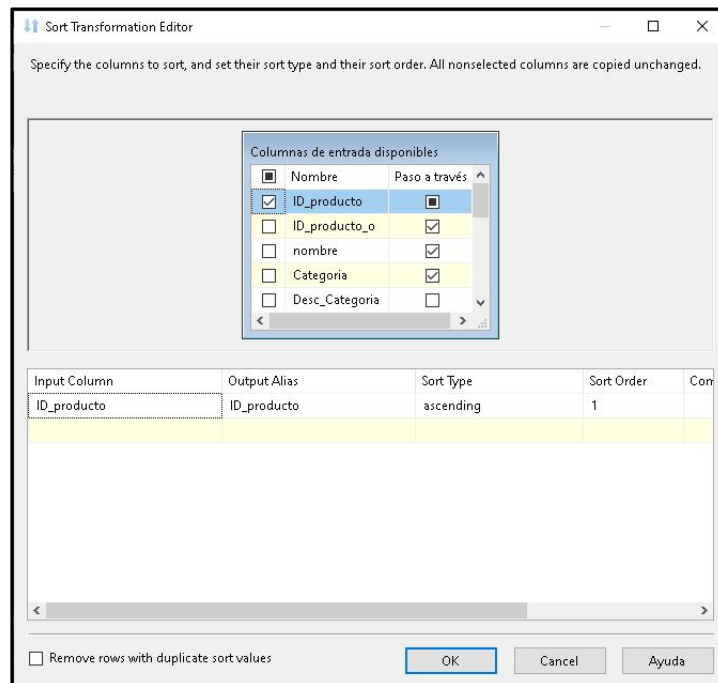 Sort Transformation Editor
Specify the columns to sort, and set their sort type and their sort order. All nonselected columns are copied unchanged.
Columnas de entrada disponibles
Nombre Paso a través
ID_producto
ID_producto_o
nombre
Categoria
Desc_Categoria
Input Column Output Alias Sort Type Sort Order Com
ID_producto ID_producto ascending 1
Remove rows with duplicate sort values OK Cancel Ayuda